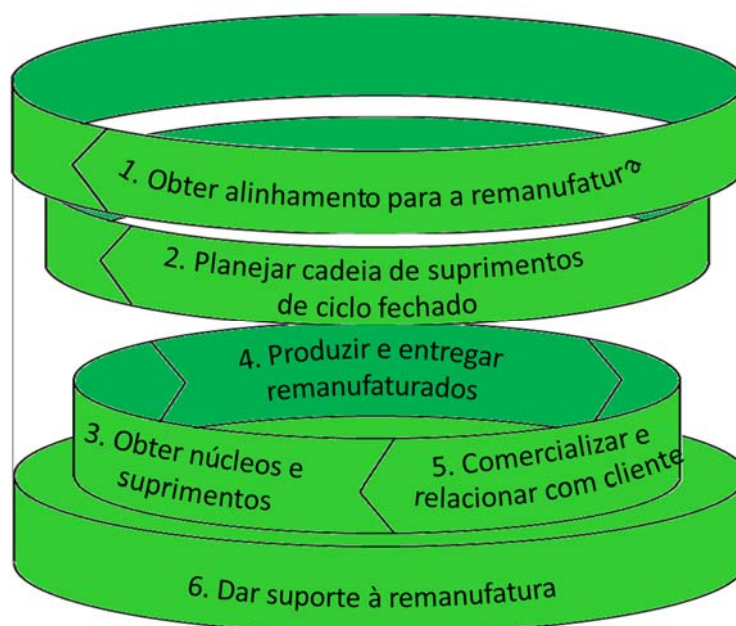 1. Obter alinhamento para a remanufatura
2. Planejar cadeia de suprimentos
de ciclo fechado
4. Produzir e entregar
remanufaturados
3. Obter núcleos e
suprimentos
5. Comercializar e
relacionar com cliente
6. Dar suporte à remanufatura